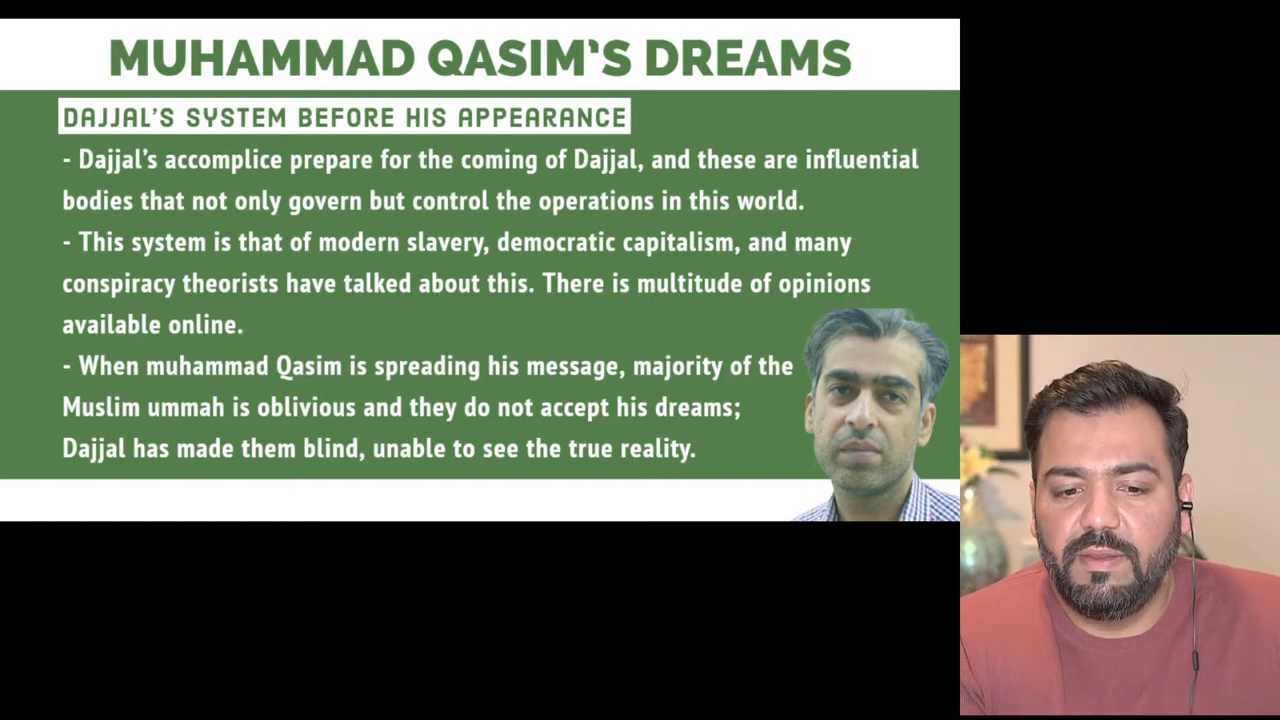 MUHAMMAD QASIM'S DREAMS
DAJJAL'S SYSTEM BEFORE HIS APPEARANCE
- Dajjal's accomplice prepare for the coming of Dajjal, and these are influential
bodies that not only govern but control the operations in this world.
- This system is that of modern slavery, democratic capitalism, and many
conspiracy theorists have talked about this. There is multitude of opinions
available online.
- When muhammad Qasim is spreading his message, majority of the
Muslim ummah is oblivious and they do not accept his dreams;
Dajjal has made them blind, unable to see the true reality.